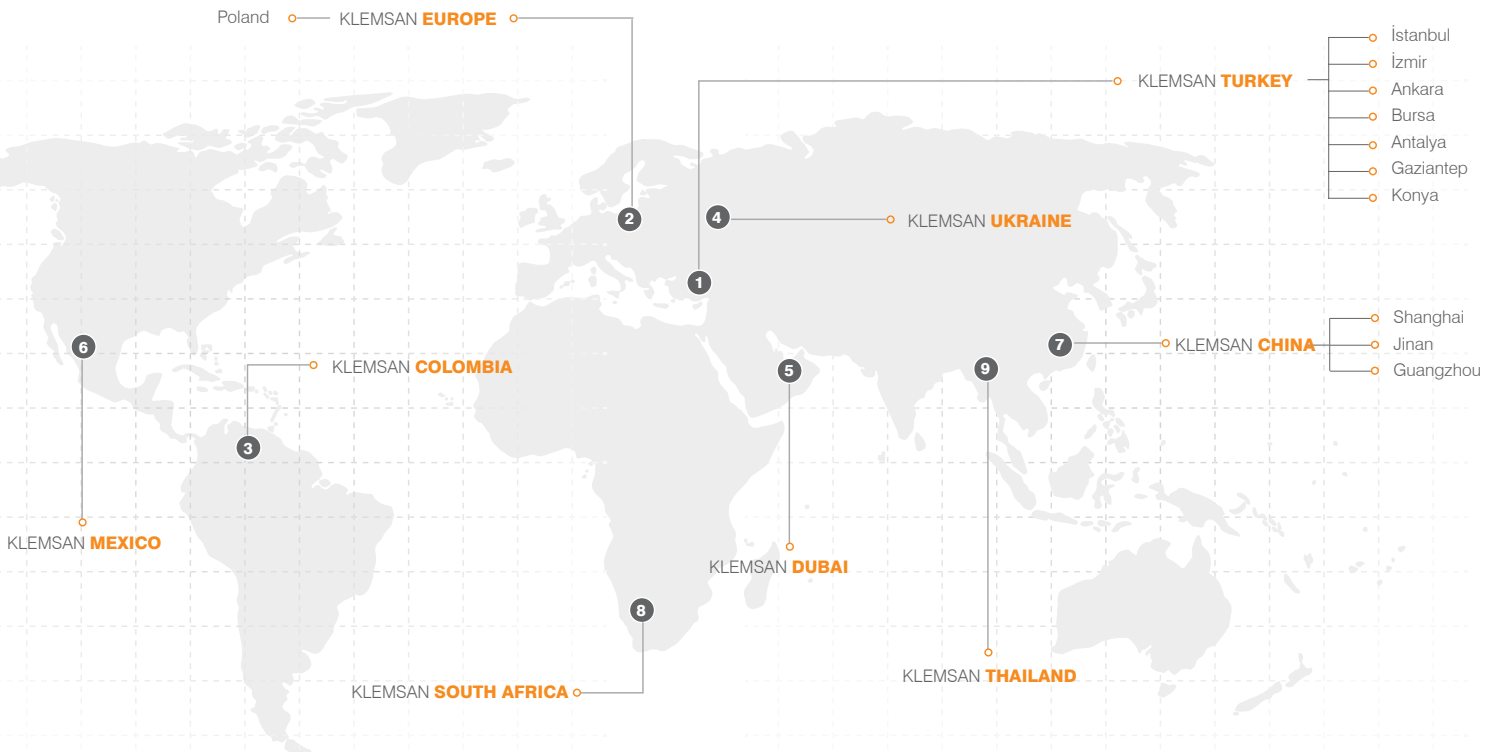 Poland
KLEMSAN EUROPE
KLEMSAN TURKEY
İstanbul
İzmir
Ankara
Bursa
Antalya
Gaziantep
Konya
2
4
KLEMSAN UKRAINE
1
6
KLEMSAN COLOMBIA
5
9
7
KLEMSAN CHINA
Shanghai
Jinan
Guangzhou
3
KLEMSAN MEXICO
KLEMSAN DUBAI
8
KLEMSAN SOUTH AFRICA
KLEMSAN THAILAND